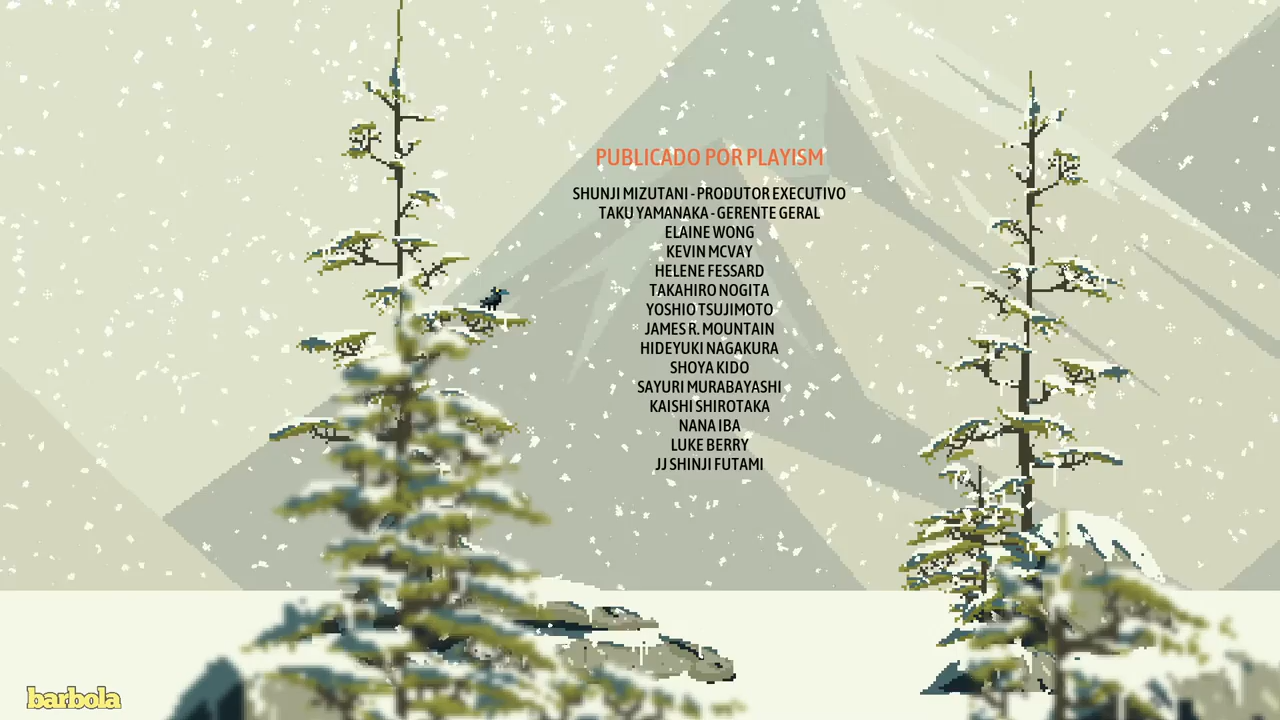 PUBLICADO POR PLAYISM
SHUNJI MIZUTANI - PRODUTOR EXECUTIVO
TAKU YAMANAKA - GERENTE GERAL
ELAINE WONG
KEVIN MCVAY
HELENE FESSARD
TAKAHIRO NOGITA
YOSHIO TSUJIMOTO
JAMES R. MOUNTAIN
HIDEYUKI NAGAKURA
SHOYA KIDO
SAYURI MURABAYASHI
KAISHI SHIROTAKA
NANA IBA
LUKE BERRY
JJ SHINJI FUTAMI
barbola